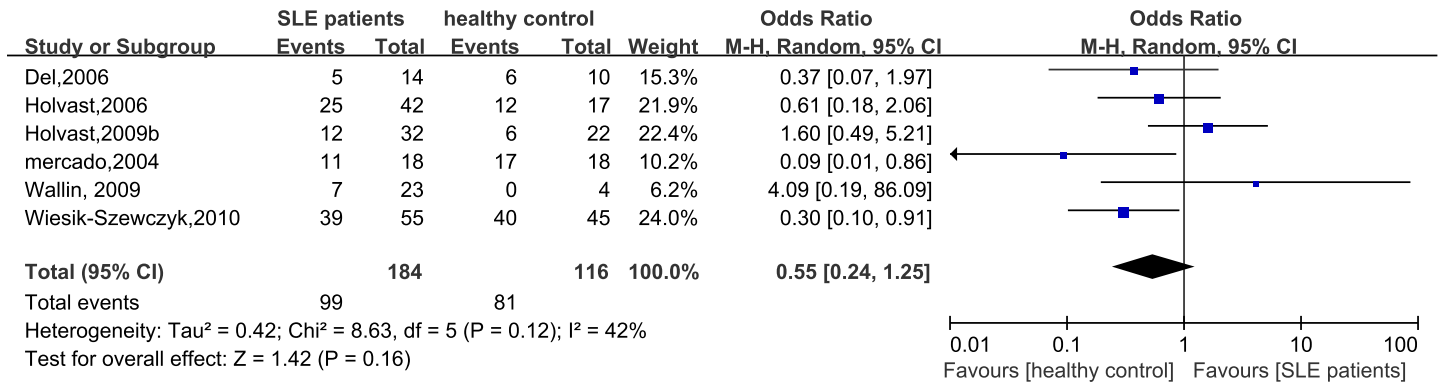 SLE patients healthy control Odds Ratio Odds Ratio
Study or Subgroup Events Total Events Total Weight M-H, Random, 95% CI M-H, Random, 95% CI
Del,2006 5 14 6 10 15.3% 0.37 [0.07, 1.97]
Holvast,2006 25 42 12 17 21.9% 0.61 [0.18, 2.06]
Holvast,2009b 12 32 6 22 22.4% 1.60 [0.49, 5.21]
mercado,2004 11 18 17 18 10.2% 0.09 [0.01, 0.86]
Wallin, 2009 7 23 0 4 6.2% 4.09 [0.19, 86.09]
Wiesik-Szewczyk,2010 39 55 40 45 24.0% 0.30 [0.10, 0.91]
Total (95% CI) 184 116 100.0% 0.55 [0.24, 1.25]
Total events 99 81
Heterogeneity: Tau² = 0.42; Chi² = 8.63, df = 5 (P = 0.12); I² = 42%
Test for overall effect: Z = 1.42 (P = 0.16)
0.01 0.1 1 10 100
Favours [healthy control] Favours [SLE patients]